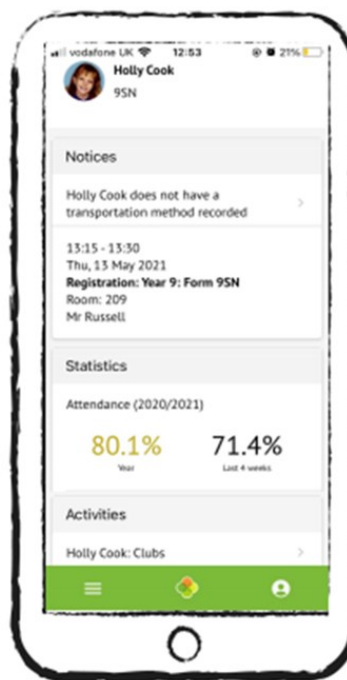 vodafone UK 12:53 21%
Holly Cook
9SN
Notices
Holly Cook does not have a
transportation method recorded
13:15 - 13:30
Thu, 13 May 2021
Registration: Year 9: Form 9SN
Room: 209
Mr Russell
Statistics
Attendance (2020/2021)
80.1% 71.4%
Year Last 4 weeks
Activities
Holly Cook: Clubs